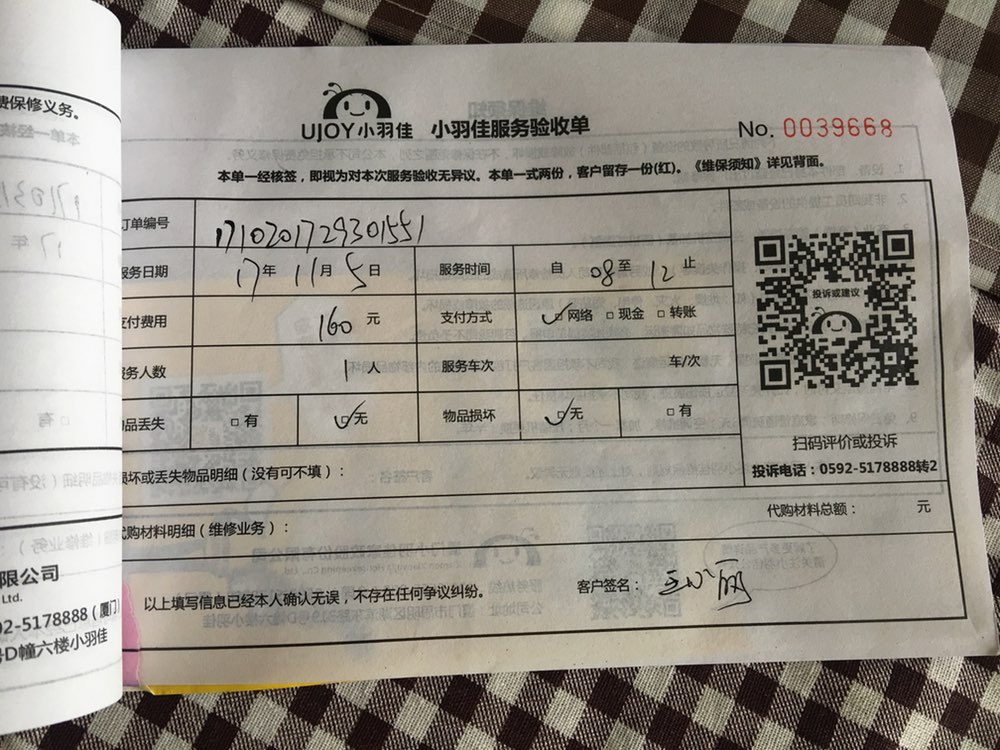 UJOY小羽佳 小羽佳服务验收单 No. 0039668
本单一经核签，即视为对本次服务验收无异议。本单一式两份，客户留存一份(红)。《维保须知》详见背面。
订单编号 1710201729301551
服务日期 17年 11月 5日 服务时间 自 08 至 12 止
支付费用 160 元 支付方式 ☑网络 □现金 □转账
服务人数 1人 服务车次 车/次
物品丢失 □有 ☑无 物品损坏 ☑无 □有
投诉或建议
扫码评价或投诉
投诉电话：0592-5178888转2
损坏或丢失物品明细（没有可不填）：
代购材料明细（维修业务）： 代购材料总额： 元
以上填写信息已经本人确认无误，不存在任何争议纠纷。 客户签名：
费保修义务。
限公司
Ltd.
92-5178888（厦门）
号D幢六楼小羽佳